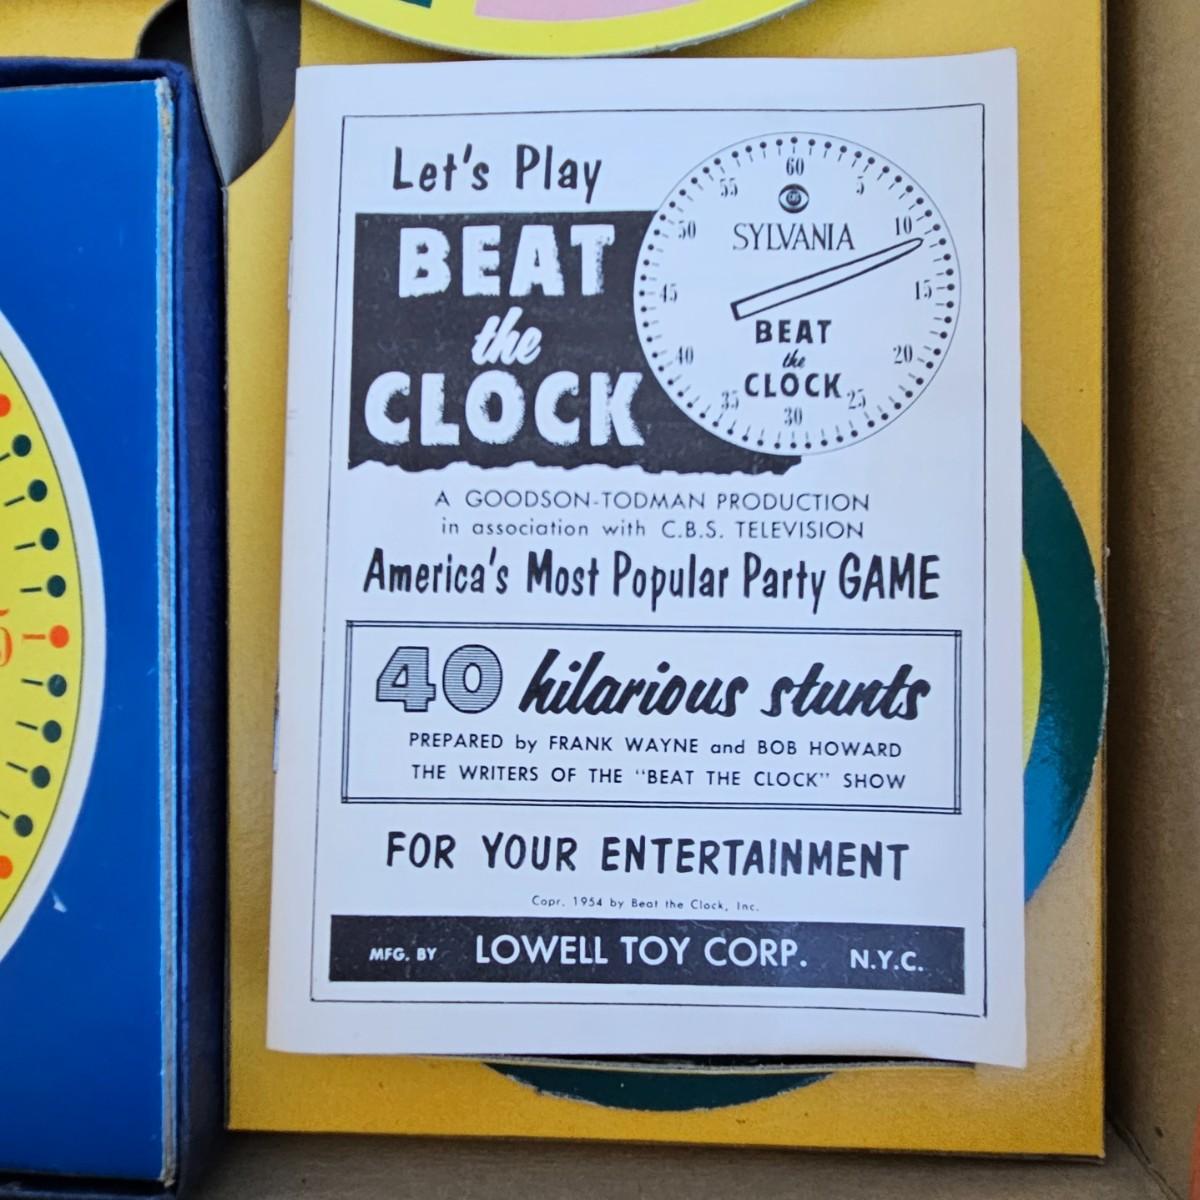 Let's Play
BEAT
the
CLOCK
60
5
10
15
20
25
30
35
40
45
50
55
SYLVANIA
BEAT
the
CLOCK
A GOODSON-TODMAN PRODUCTION
in association with C.B.S. TELEVISION
America's Most Popular Party GAME
40 hilarious stunts
PREPARED by FRANK WAYNE and BOB HOWARD
THE WRITERS OF THE "BEAT THE CLOCK" SHOW
FOR YOUR ENTERTAINMENT
Copr. 1954 by Beat the Clock, Inc.
MFG. BY LOWELL TOY CORP. N.Y.C.